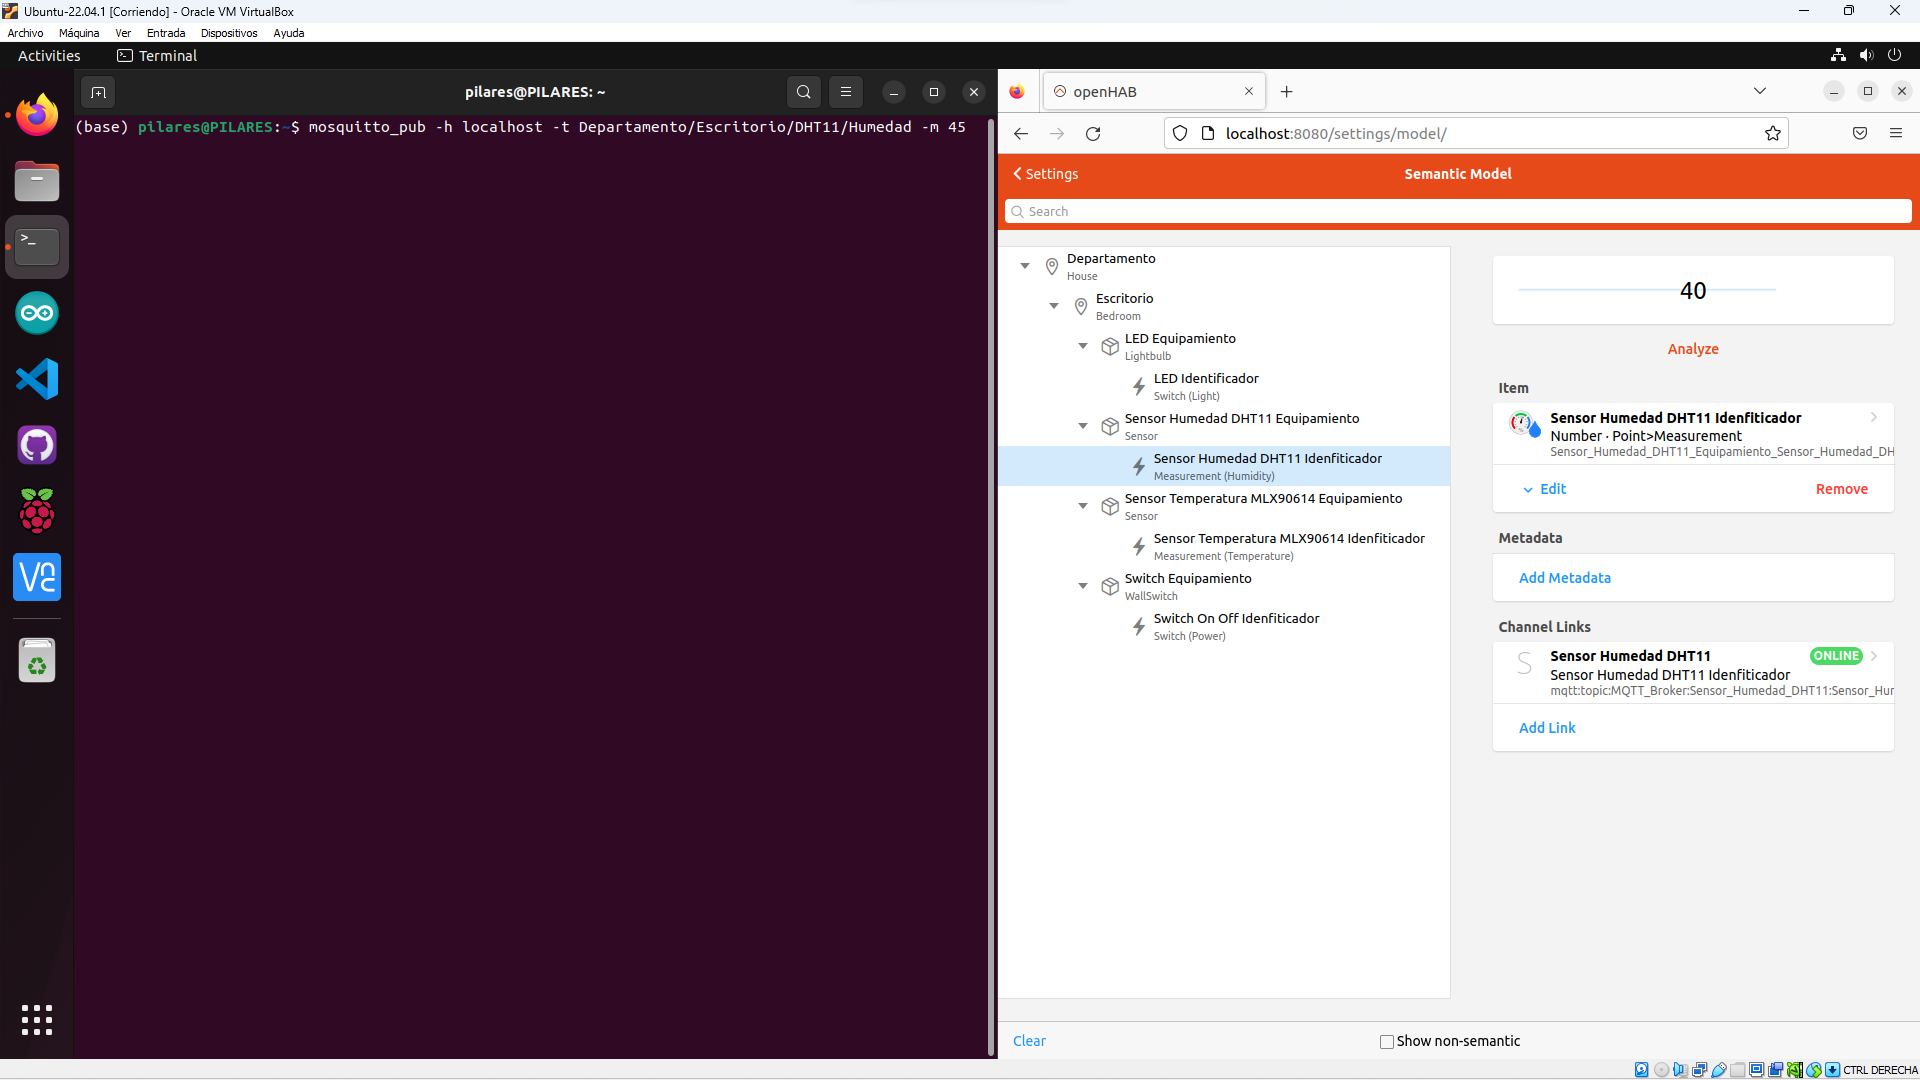 Ubuntu-22.04.1 [Corriendo] - Oracle VM VirtualBox
Archivo Máquina Ver Entrada Dispositivos Ayuda
Activities Terminal
pilares@PILARES: ~
(base) pilares@PILARES:~$ mosquitto_pub -h localhost -t Departamento/Escritorio/DHT11/Humedad -m 45
openHAB
localhost:8080/settings/model/
Settings
Semantic Model
Search
Departamento
House
Escritorio
Bedroom
LED Equipamiento
Lightbulb
LED Identificador
Switch (Light)
Sensor Humedad DHT11 Equipamiento
Sensor
Sensor Humedad DHT11 Idenfiticador
Measurement (Humidity)
Sensor Temperatura MLX90614 Equipamiento
Sensor
Sensor Temperatura MLX90614 Idenfiticador
Measurement (Temperature)
Switch Equipamiento
WallSwitch
Switch On Off Idenfiticador
Switch (Power)
40
Analyze
Item
Sensor Humedad DHT11 Idenfiticador
Number · Point>Measurement
Sensor_Humedad_DHT11_Equipamiento_Sensor_Humedad_DH
Edit Remove
Metadata
Add Metadata
Channel Links
S
Sensor Humedad DHT11 ONLINE
Sensor Humedad DHT11 Idenfiticador
mqtt:topic:MQTT_Broker:Sensor_Humedad_DHT11:Sensor_Hur
Add Link
Clear
Show non-semantic
CTRL DERECHA